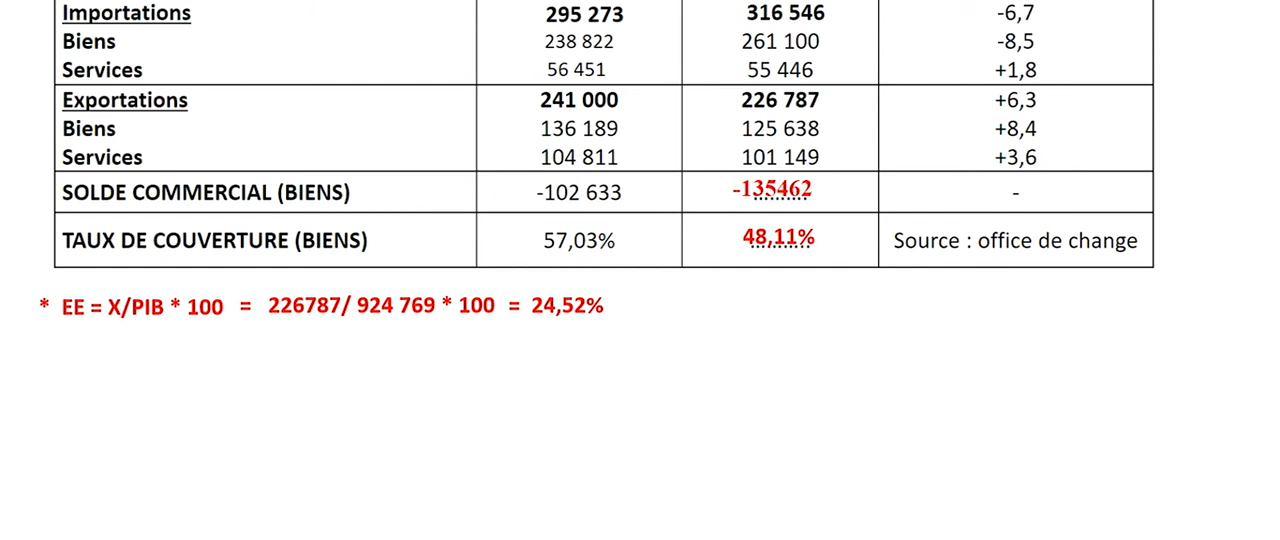 Importations 295 273 316 546 -6,7
Biens 238 822 261 100 -8,5
Services 56 451 55 446 +1,8
Exportations 241 000 226 787 +6,3
Biens 136 189 125 638 +8,4
Services 104 811 101 149 +3,6
SOLDE COMMERCIAL (BIENS) -102 633 -135462 -
TAUX DE COUVERTURE (BIENS) 57,03% 48,11% Source : office de change
* EE = X/PIB * 100 = 226787/ 924 769 * 100 = 24,52%